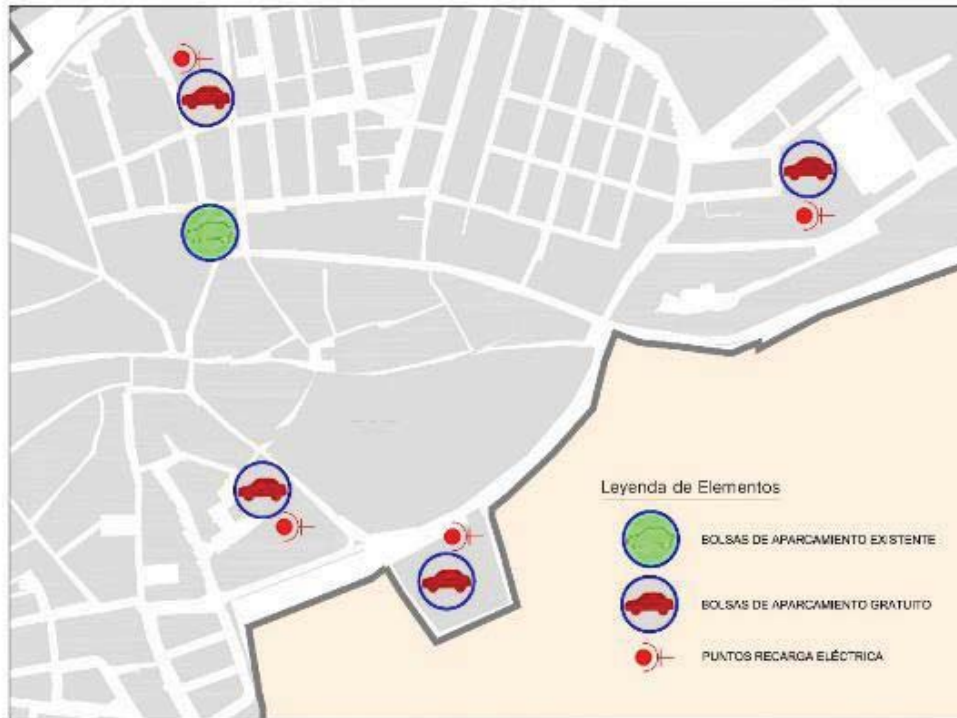 Leyenda de Elementos
BOLSAS DE APARCAMIENTO EXISTENTE
BOLSAS DE APARCAMIENTO GRATUITO
PUNTOS RECARGA ELÉCTRICA